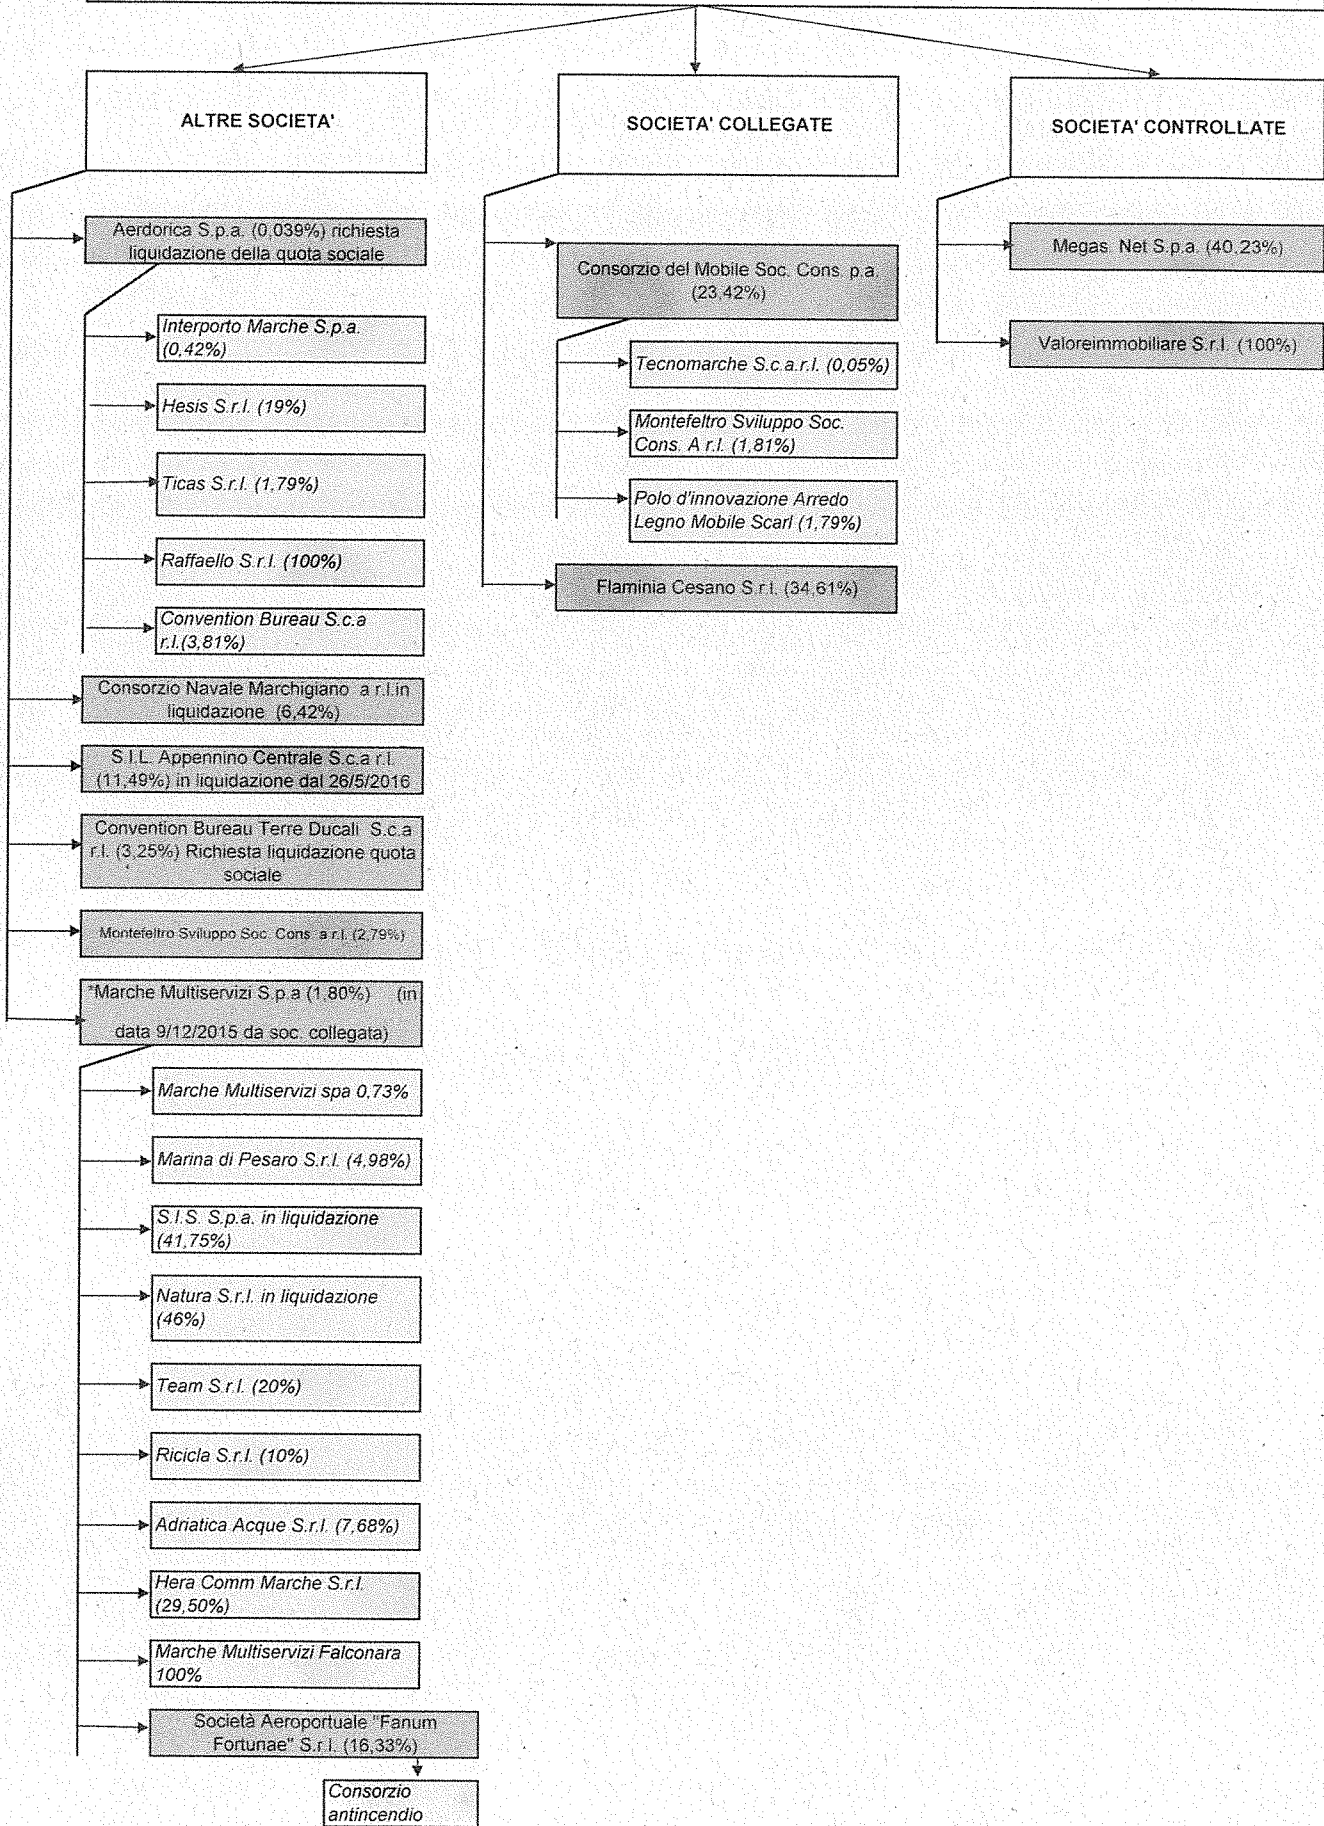 ALTRE SOCIETA'
Aerdorica S.p.a. (0,039%) richiesta
liquidazione della quota sociale
Interporto Marche S.p.a.
(0,42%)
Hesis S.r.l. (19%)
Ticas S.r.l. (1,79%)
Raffaello S.r.l. (100%)
Convention Bureau S.c.a
r.l.(3,81%)
Consorzio Navale Marchigiano a r.l.in
liquidazione (6,42%)
S.I.L. Appennino Centrale S.c.a r.l.
(11,49%) in liquidazione dal 26/5/2016
Convention Bureau Terre Ducali S.c.a
r.l. (3,25%) Richiesta liquidazione quota
sociale
Montefeltro Sviluppo Soc. Cons. a r.l. (2,79%)
*Marche Multiservizi S.p.a (1,80%) (in
data 9/12/2015 da soc. collegata)
Marche Multiservizi spa 0,73%
Marina di Pesaro S.r.l. (4,98%)
S.I.S. S.p.a. in liquidazione
(41,75%)
Natura S.r.l. in liquidazione
(46%)
Team S.r.l. (20%)
Ricicla S.r.l. (10%)
Adriatica Acque S.r.l. (7,68%)
Hera Comm Marche S.r.l.
(29,50%)
Marche Multiservizi Falconara
100%
Società Aeroportuale "Fanum
Fortunae" S.r.l. (16,33%)
Consorzio
antincendio
SOCIETA' COLLEGATE
Consorzio del Mobile Soc. Cons. p.a.
(23,42%)
Tecnomarche S.c.a.r.l. (0,05%)
Montefeltro Sviluppo Soc.
Cons. A r.l. (1,81%)
Polo d'innovazione Arredo
Legno Mobile Scarl (1,79%)
Flaminia Cesano S.r.l. (34,61%)
SOCIETA' CONTROLLATE
Megas. Net S.p.a. (40,23%)
Valoreimmobiliare S.r.l. (100%)